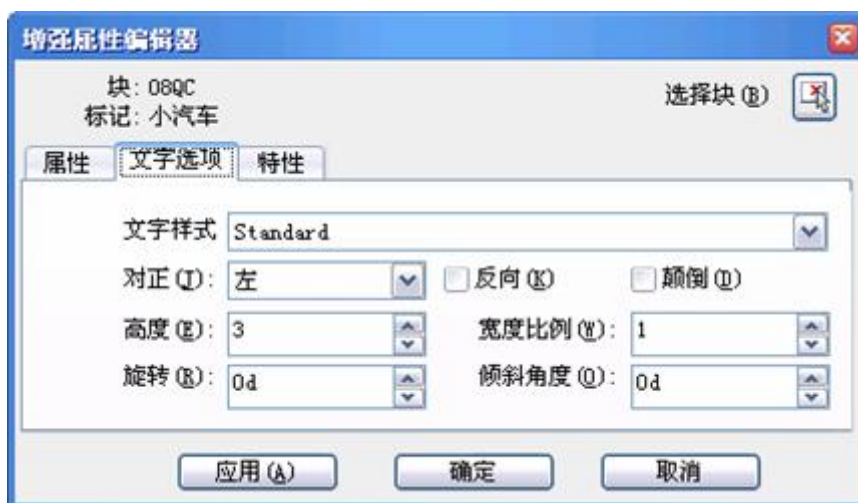 增强属性编辑器
块: 08QC
标记: 小汽车
选择块(B)
属性 文字选项 特性
文字样式 Standard
对正(J): 左 反向(K) 颠倒(D)
高度(E): 3 宽度比例(W): 1
旋转(R): 0d 倾斜角度(O): 0d
应用(A) 确定 取消